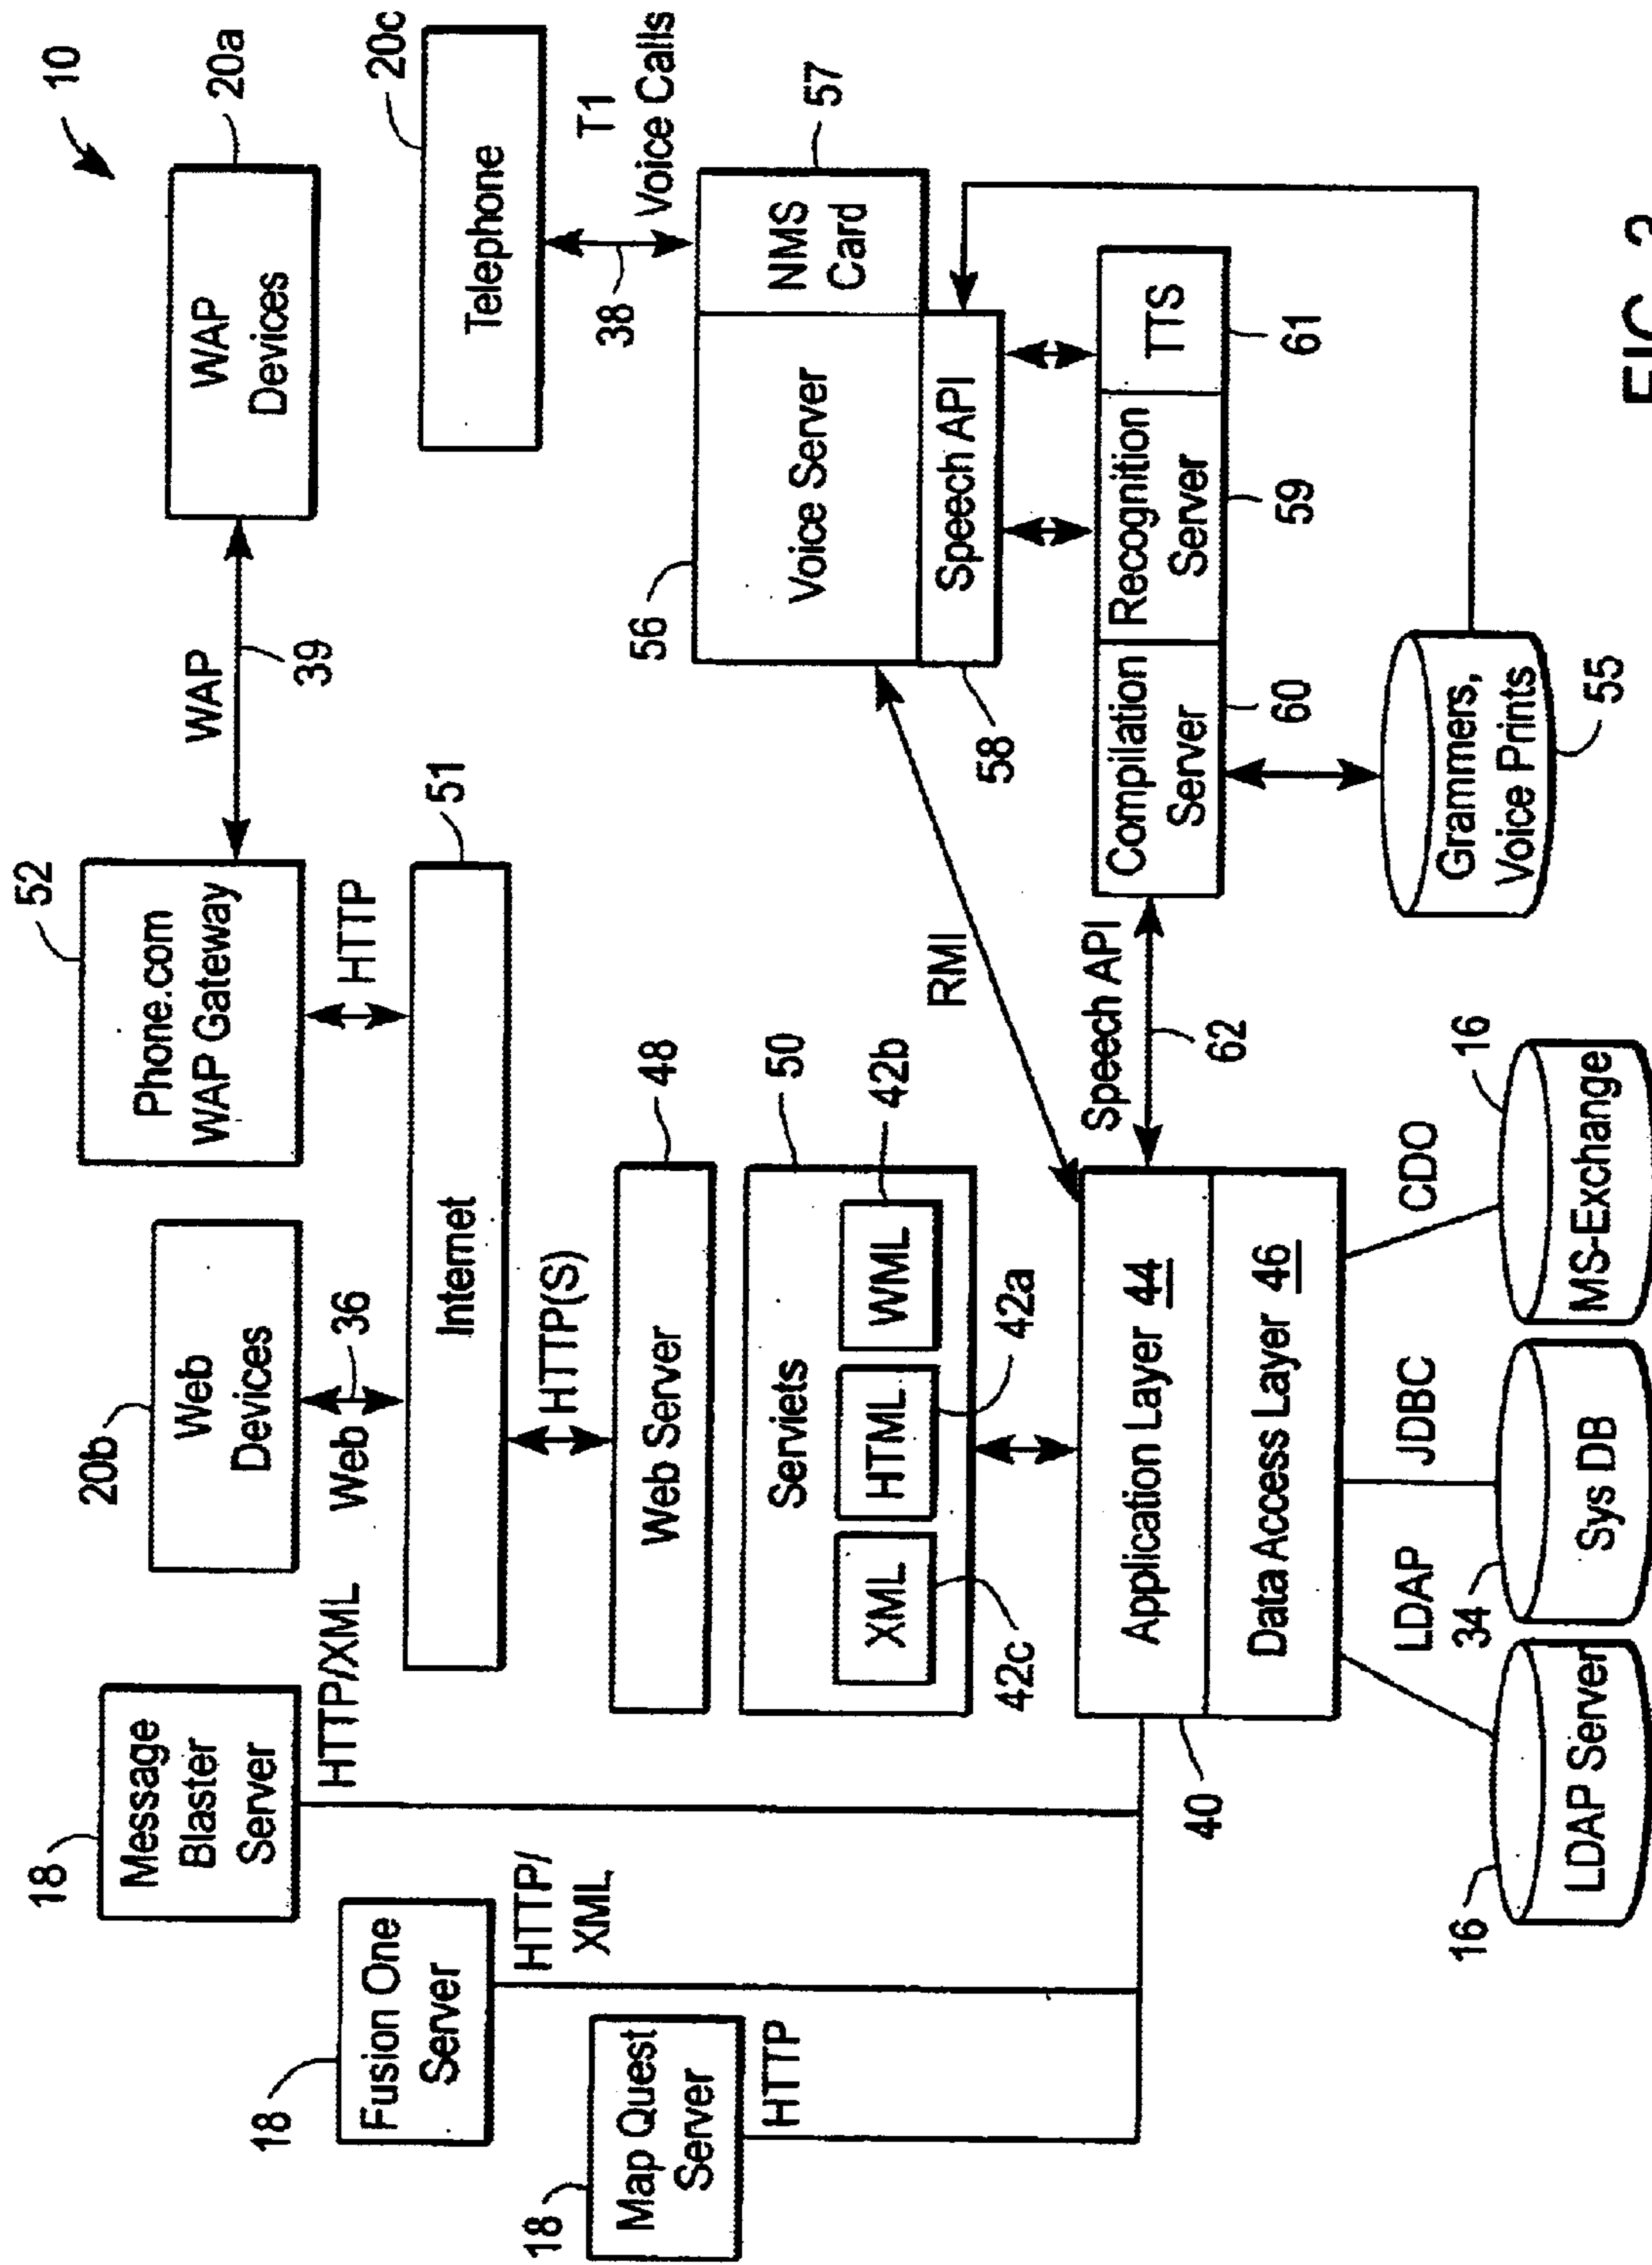 10
52
Phone.com
WAP Gateway
WAP
39
WAP
Devices
20a
20b
Web
Devices
Web
36
HTTP
Internet
51
Telephone
20c
38
T1
Voice Calls
18
Message
Blaster
Server
HTTP/XML
18
Fusion One
Server
HTTP/
XML
18
Map Quest
Server
HTTP
HTTP(S)
Web Server
48
Serviets
50
XML
42c
HTML
42a
WML
42b
RMI
56
Voice Server
NMS
Card
57
Speech API
58
Application Layer 44
Data Access Layer 46
40
Speech API
62
Compilation
Server
60
Recognition
Server
59
TTS
61
Grammers,
Voice Prints
55
LDAP
JDBC
CDO
16
LDAP Server
34
Sys DB
16
MS-Exchange